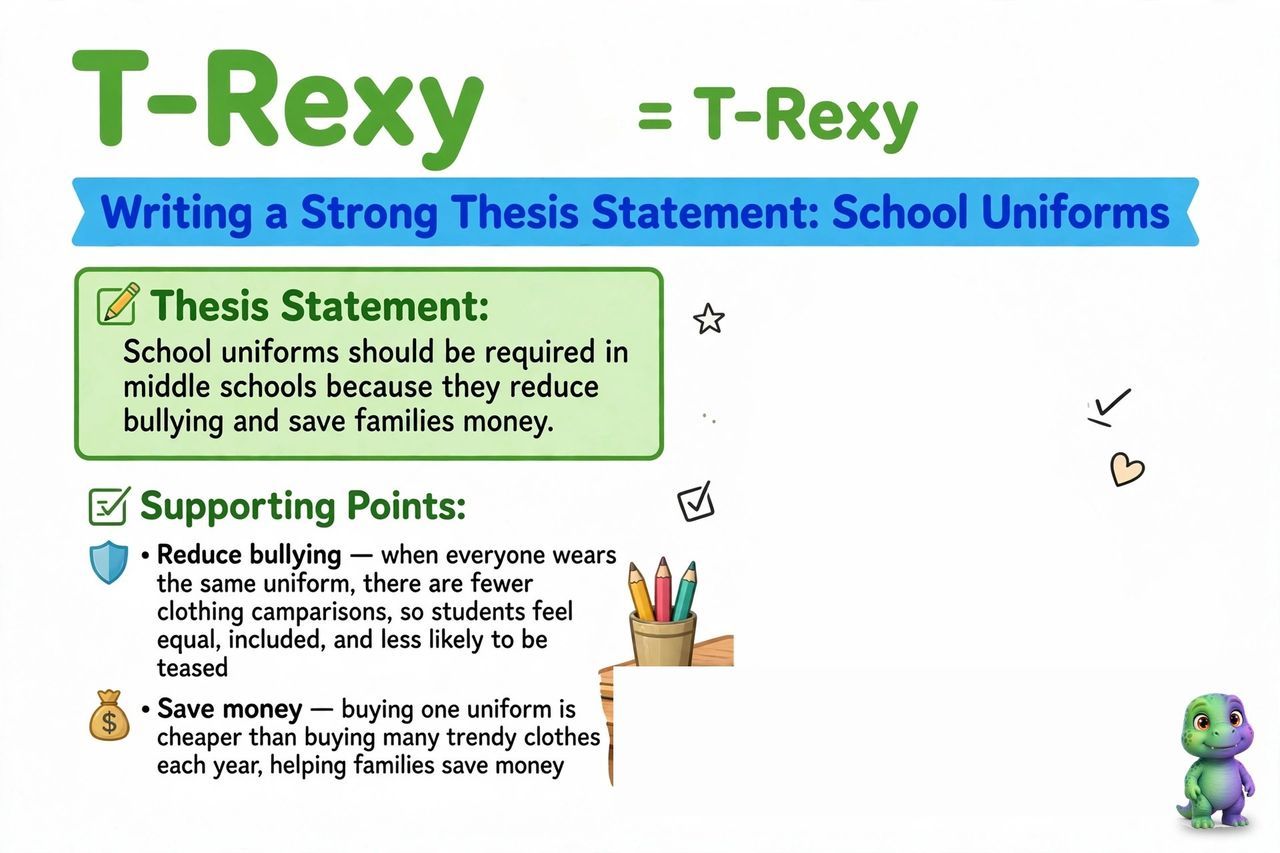 T-Rexy
= T-Rexy
Writing a Strong Thesis Statement: School Uniforms
Thesis Statement:
School uniforms should be required in
middle schools because they reduce
bullying and save families money.
Supporting Points:
• Reduce bullying — when everyone wears
the same uniform, there are fewer
clothing camparisons, so students feel
equal, included, and less likely to be
teased
$
• Save money — buying one uniform is
cheaper than buying many trendy clothes
each year, helping families save money